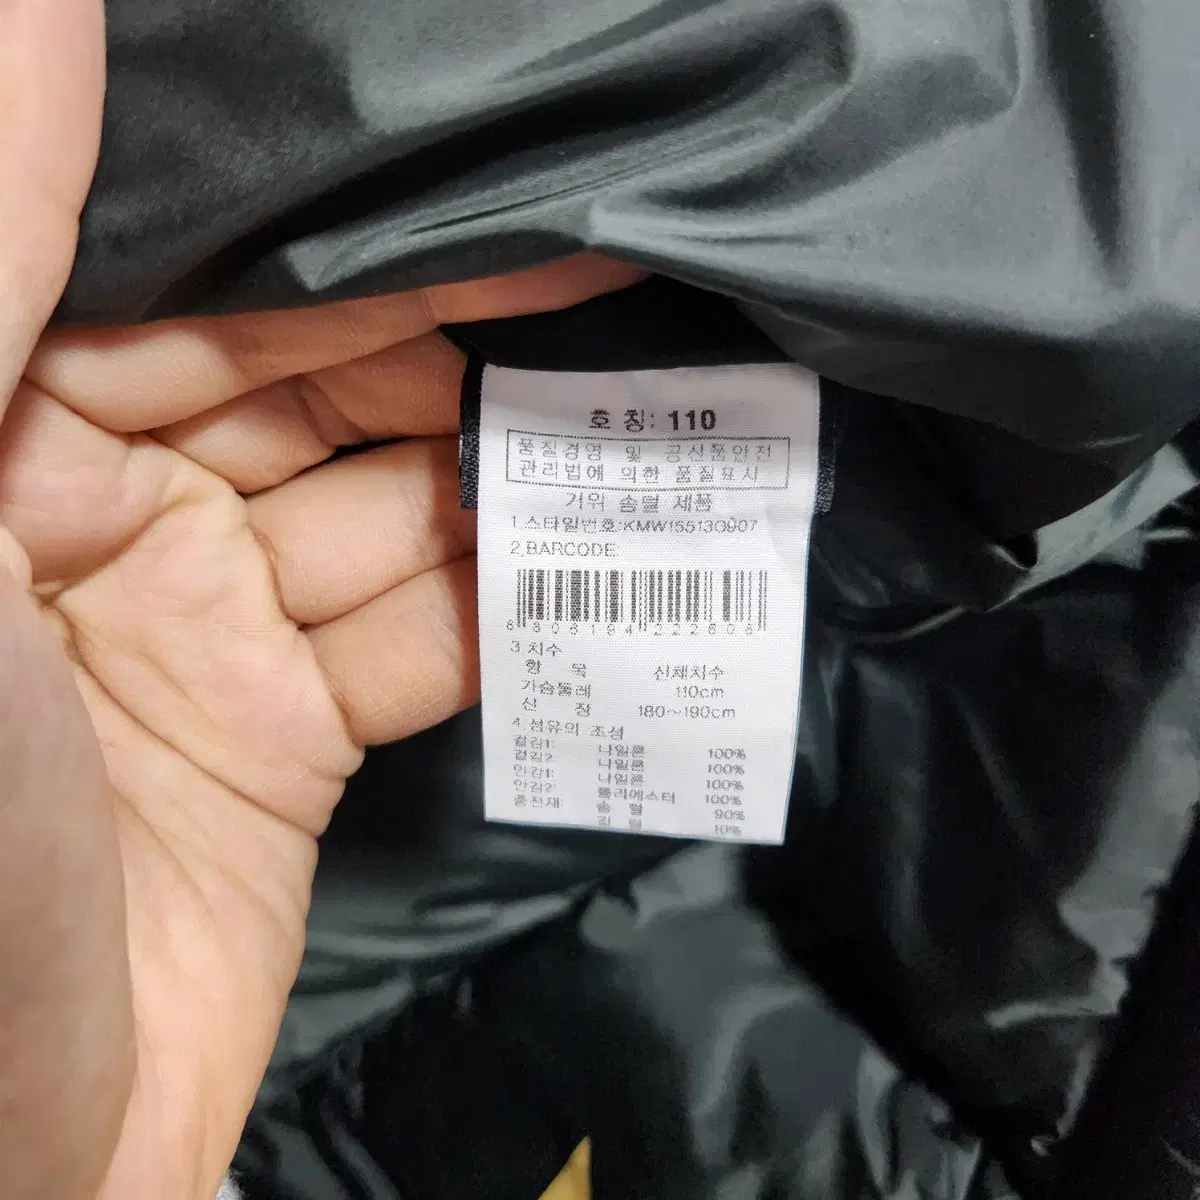 호 칭: 110
품질경영 및 공산품안전
관리법에 의한 품질표시
거위 솜털 제품
1.스타일번호:KMW15513G907
2.BARCODE:
8 806194 222608
3.치수
항 목 신체치수
가슴둘레 110cm
신 장 180~190cm
4.섬유의 조성
겉감1: 나일론 100%
겉감2: 나일론 100%
안감1: 나일론 100%
안감2: 폴리에스터 100%
충전재: 솜 털 90%
깃 털 10%